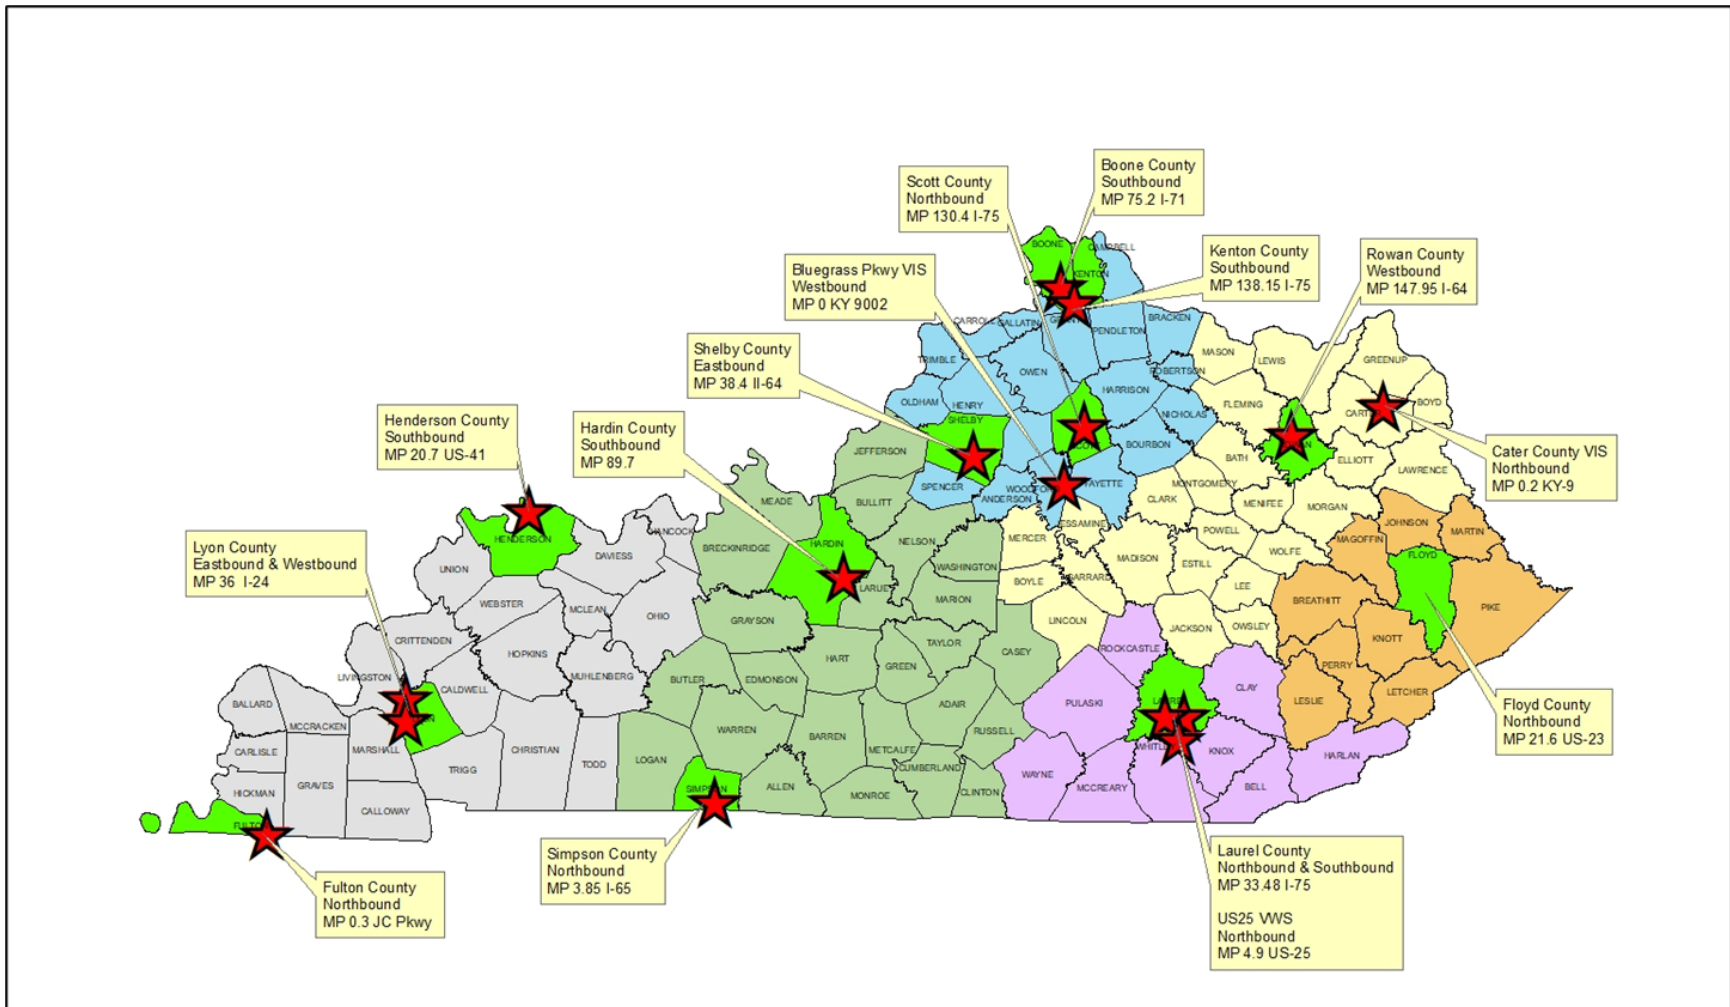 Boone County
Southbound
MP 75.2 I-71
Scott County
Northbound
MP 130.4 I-75
Kenton County
Southbound
MP 138.15 I-75
Rowan County
Westbound
MP 147.95 I-64
Bluegrass Pkwy VIS
Westbound
MP 0 KY 9002
Shelby County
Eastbound
MP 38.4 II-64
Henderson County
Southbound
MP 20.7 US-41
Hardin County
Southbound
MP 89.7
Cater County VIS
Northbound
MP 0.2 KY-9
Lyon County
Eastbound & Westbound
MP 36 I-24
Floyd County
Northbound
MP 21.6 US-23
Simpson County
Northbound
MP 3.85 I-65
Laurel County
Northbound & Southbound
MP 33.48 I-75
US25 VWS
Northbound
MP 4.9 US-25
Fulton County
Northbound
MP 0.3 JC Pkwy
BOONE
CAMPBELL
KENTON
CARROLL
GALLATIN
PENDLETON
BRACKEN
TRIMBLE
OWEN
MASON
LEWIS
GREENUP
ROBERTSON
HARRISON
OLDHAM
HENRY
FLEMING
BOYD
SHELBY
NICHOLAS
JEFFERSON
BOURBON
BATH
ELLIOTT
LAWRENCE
SPENCER
ANDERSON
CLARK
MONTGOMERY
MENIFEE
MORGAN
MEADE
BULLITT
JOHNSON
MARTIN
HANCOCK
HENDERSON
DAVIESS
BRECKINRIDGE
HARDIN
NELSON
MERCER
MADISON
POWELL
MAGOFFIN
FLOYD
UNION
WASHINGTON
ESTILL
WOLFE
BOYLE
GARRARD
LEE
LARUE
MARION
WEBSTER
MCLEAN
OHIO
BREATHITT
PIKE
GRAYSON
LINCOLN
JACKSON
OWSLEY
CRITTENDEN
TAYLOR
KNOTT
HOPKINS
HART
GREEN
CASEY
ROCKCASTLE
PERRY
LIVINGSTON
CALDWELL
MUHLENBERG
BUTLER
EDMONSON
CLAY
LESLIE
LETCHER
BALLARD
PULASKI
ADAIR
MCCRACKEN
WARREN
BARREN
RUSSELL
CARLISLE
MARSHALL
CHRISTIAN
METCALFE
KNOX
HARLAN
TRIGG
TODD
LOGAN
CUMBERLAND
WAYNE
GRAVES
ALLEN
MCCREARY
BELL
HICKMAN
MONROE
CLINTON
CALLOWAY